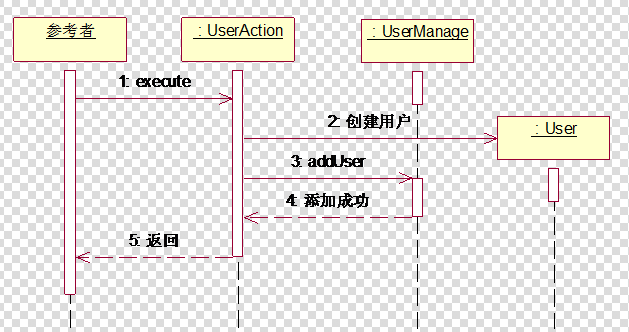 参考者
: UserAction
: UserManage
1: execute
2: 创建用户
: User
3: addUser
4: 添加成功
5: 返回